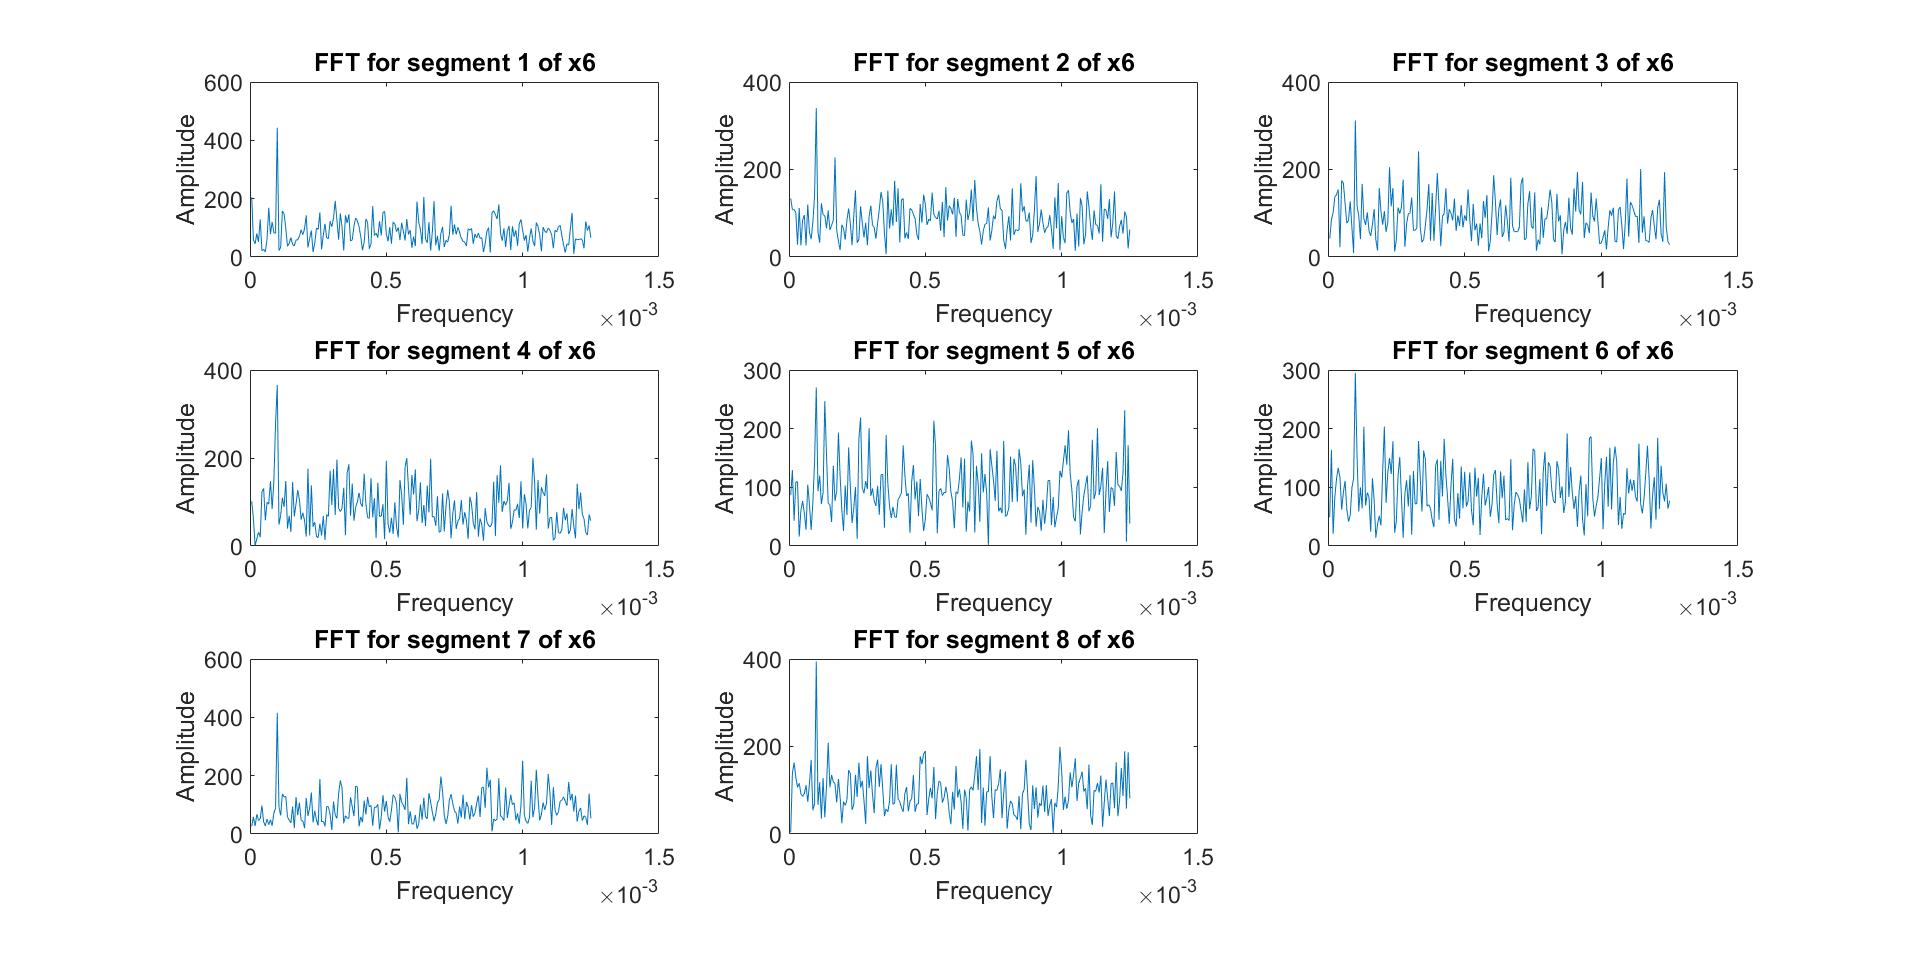 FFT for segment 1 of x6
600
400
200
0
Amplitude
0 0.5 1 1.5
Frequency
×10-3
FFT for segment 2 of x6
400
200
0
Amplitude
0 0.5 1 1.5
Frequency
×10-3
FFT for segment 3 of x6
400
200
0
Amplitude
0 0.5 1 1.5
Frequency
×10-3
FFT for segment 4 of x6
400
200
0
Amplitude
0 0.5 1 1.5
Frequency
×10-3
FFT for segment 5 of x6
300
200
100
0
Amplitude
0 0.5 1 1.5
Frequency
×10-3
FFT for segment 6 of x6
300
200
100
0
Amplitude
0 0.5 1 1.5
Frequency
×10-3
FFT for segment 7 of x6
600
400
200
0
Amplitude
0 0.5 1 1.5
Frequency
×10-3
FFT for segment 8 of x6
400
200
0
Amplitude
0 0.5 1 1.5
Frequency
×10-3